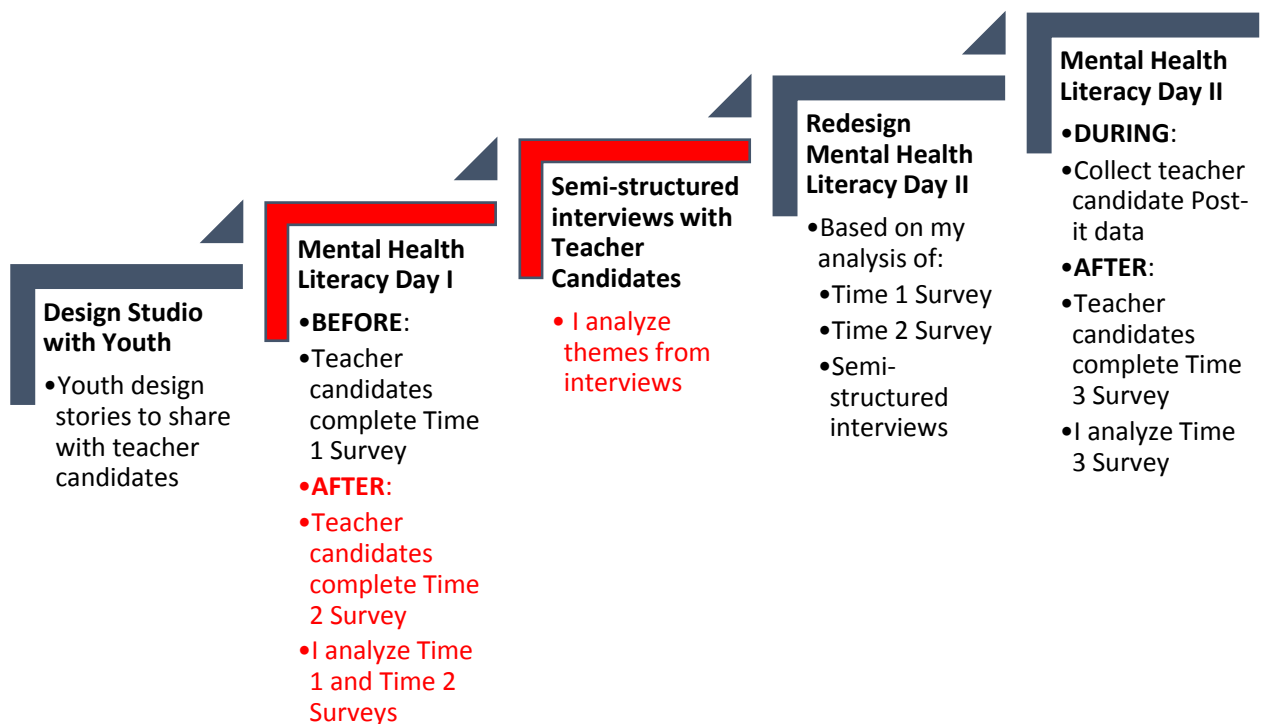 Design Studio
with Youth
•Youth design
stories to share
with teacher
candidates
Mental Health
Literacy Day I
•BEFORE:
•Teacher
candidates
complete Time
1 Survey
•AFTER:
•Teacher
candidates
complete Time
2 Survey
•I analyze Time
1 and Time 2
Surveys
Semi-structured
interviews with
Teacher
Candidates
• I analyze
themes from
interviews
Redesign
Mental Health
Literacy Day II
•Based on my
analysis of:
•Time 1 Survey
•Time 2 Survey
•Semi-
structured
interviews
Mental Health
Literacy Day II
•DURING:
•Collect teacher
candidate Post-
it data
•AFTER:
•Teacher
candidates
complete Time
3 Survey
•I analyze Time
3 Survey